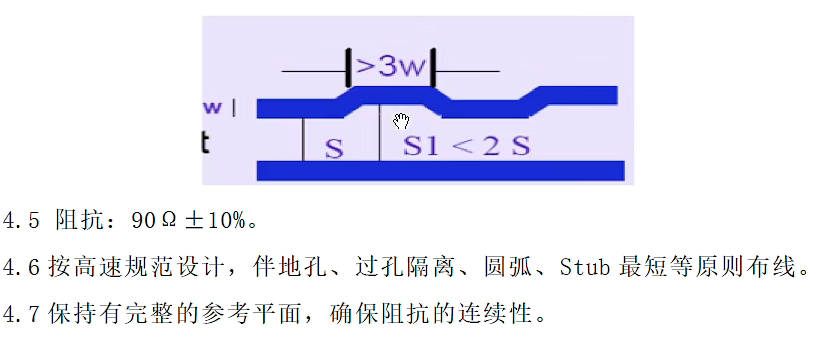 >3w
w
t
S
S1 < 2 S
4.5 阻抗：90Ω±10%。
4.6 按高速规范设计，伴地孔、过孔隔离、圆弧、Stub 最短等原则布线。
4.7 保持有完整的参考平面，确保阻抗的连续性。